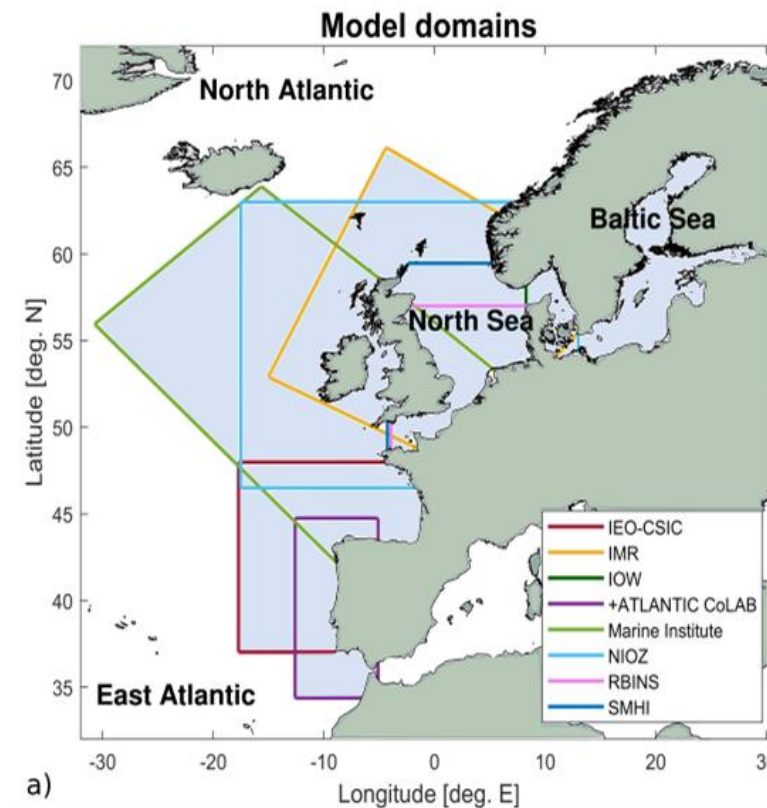 Model domains
70
65
60
55
50
45
40
35
Latitude [deg. N]
North Atlantic
Baltic Sea
North Sea
East Atlantic
IEO-CSIC
IMR
IOW
+ATLANTIC CoLAB
Marine Institute
NIOZ
RBINS
SMHI
-30 -20 -10 0 10 20 3
Longitude [deg. E]
a)